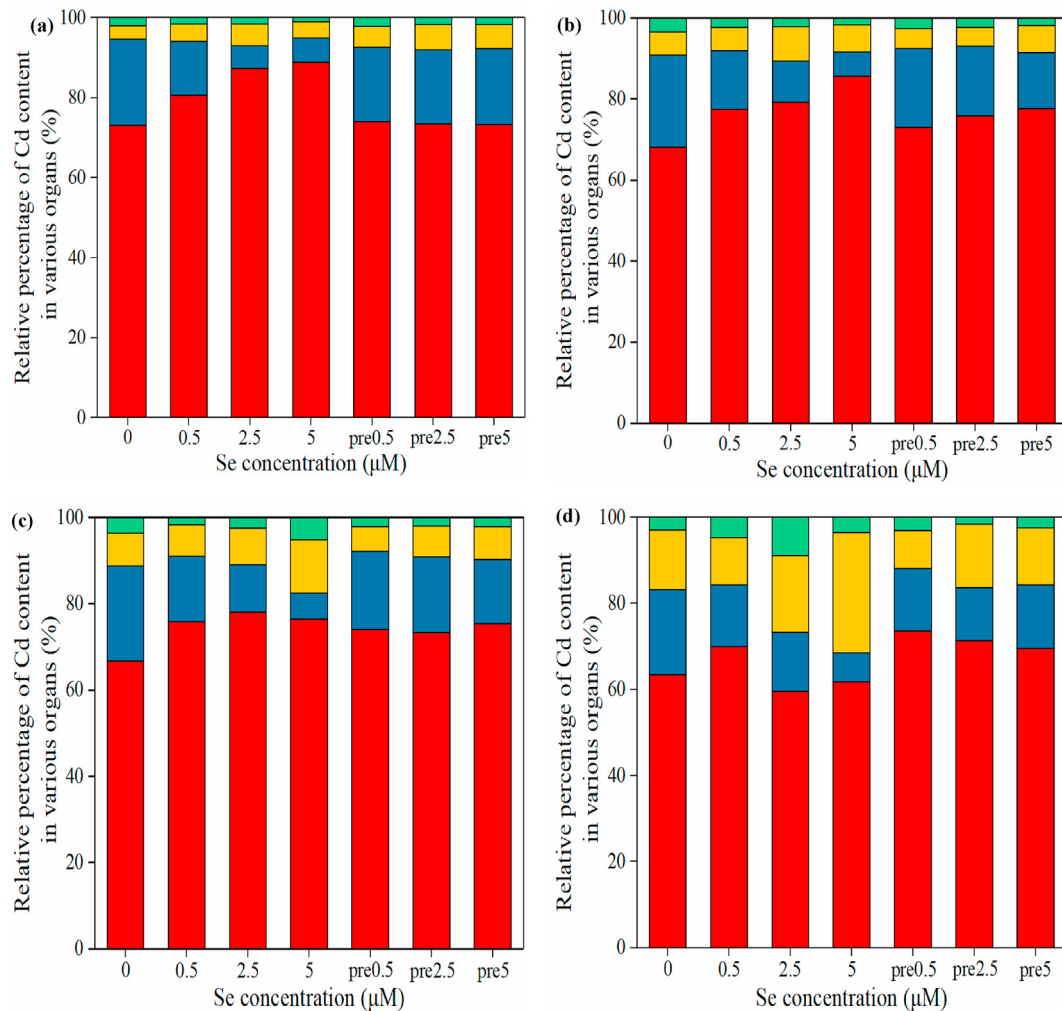 (a)
Relative percentage of Cd content
in various organs (%)
100
80
60
40
20
0
0 0.5 2.5 5 pre0.5 pre2.5 pre5
Se concentration (μM)
(b)
Relative percentage of Cd content
in various organs (%)
100
80
60
40
20
0
0 0.5 2.5 5 pre0.5 pre2.5 pre5
Se concentration (μM)
(c)
Relative percentage of Cd content
in various organs (%)
100
80
60
40
20
0
0 0.5 2.5 5 pre0.5 pre2.5 pre5
Se concentration (μM)
(d)
Relative percentage of Cd content
in various organs (%)
100
80
60
40
20
0
0 0.5 2.5 5 pre0.5 pre2.5 pre5
Se concentration (μM)